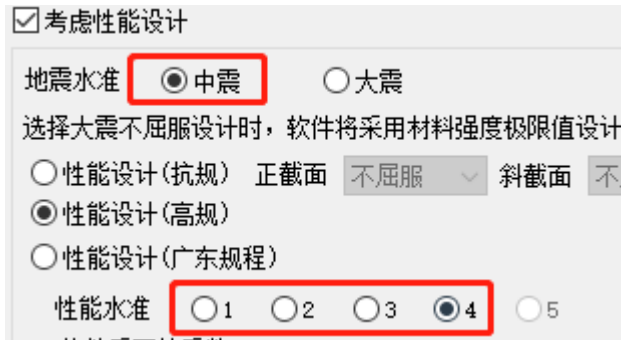 考虑性能设计
地震水准 中震 大震
选择大震不屈服设计时，软件将采用材料强度极限值设计
性能设计(抗规) 正截面 不屈服 斜截面 不
性能设计(高规)
性能设计(广东规程)
性能水准 1 2 3 4 5